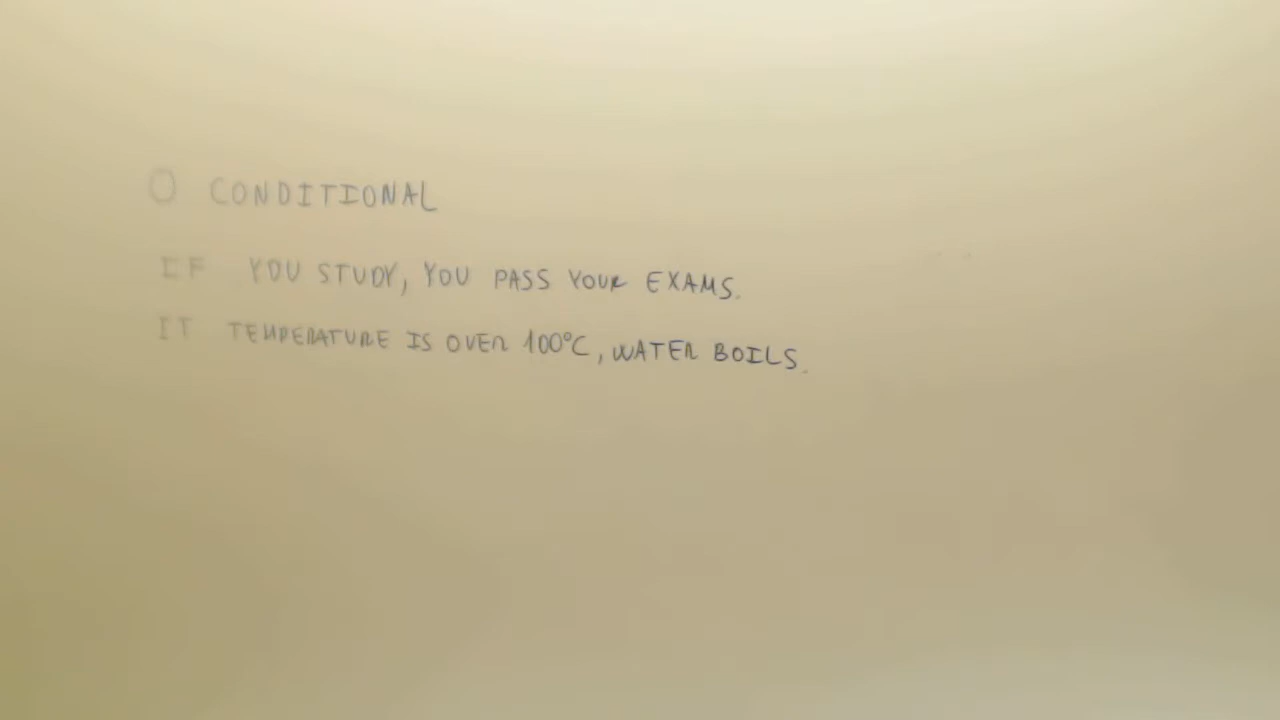 0 CONDITIONAL
IF YOU STUDY, YOU PASS YOUR EXAMS.
IT TEMPERATURE IS OVER 100°C, WATER BOILS.